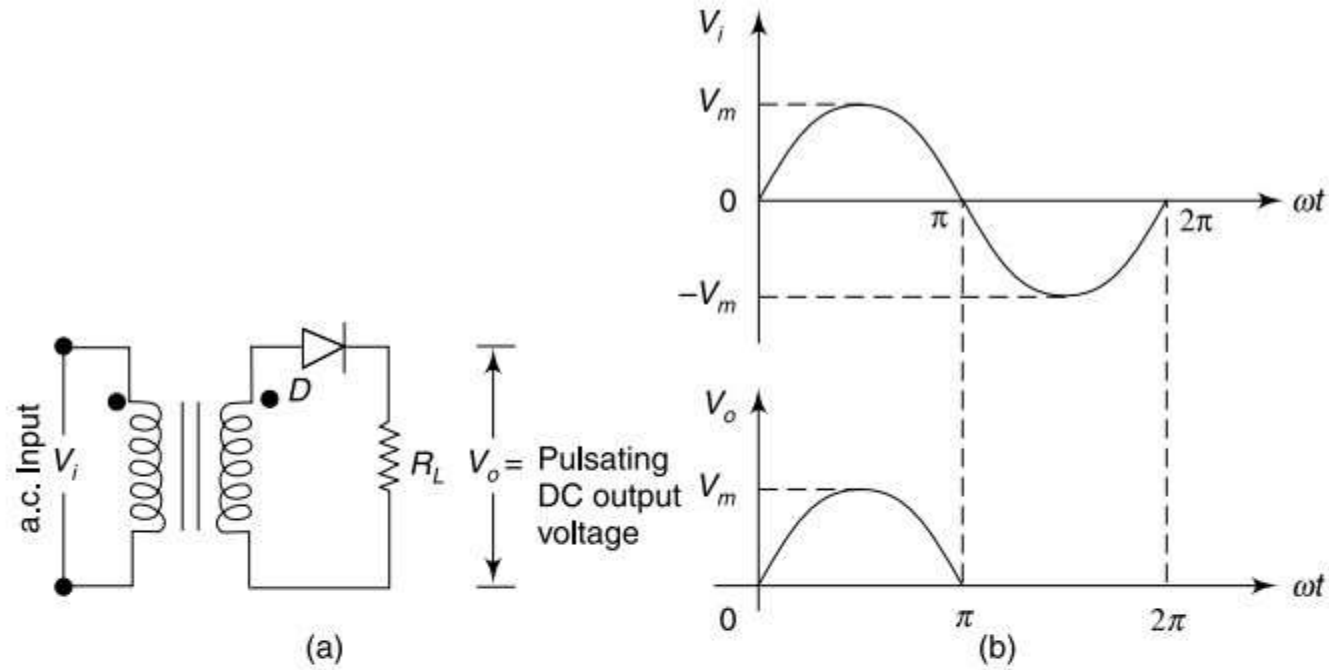 a.c. Input
V_i
D
R_L
V_o = Pulsating
DC output
voltage
(a)
V_i
V_m
0
π
2π
ωt
–V_m
V_o
V_m
0
π
2π
ωt
(b)